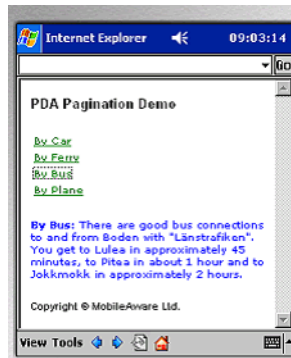 Internet Explorer 09:03:14
Go
PDA Pagination Demo
By Car
By Ferry
By Bus
By Plane
By Bus: There are good bus connections
to and from Boden with "Länstrafiken".
You get to Lulea in approximately 45
minutes, to Pitea in about 1 hour and to
Jokkmokk in approximately 2 hours.
Copyright © MobileAware Ltd.
View Tools